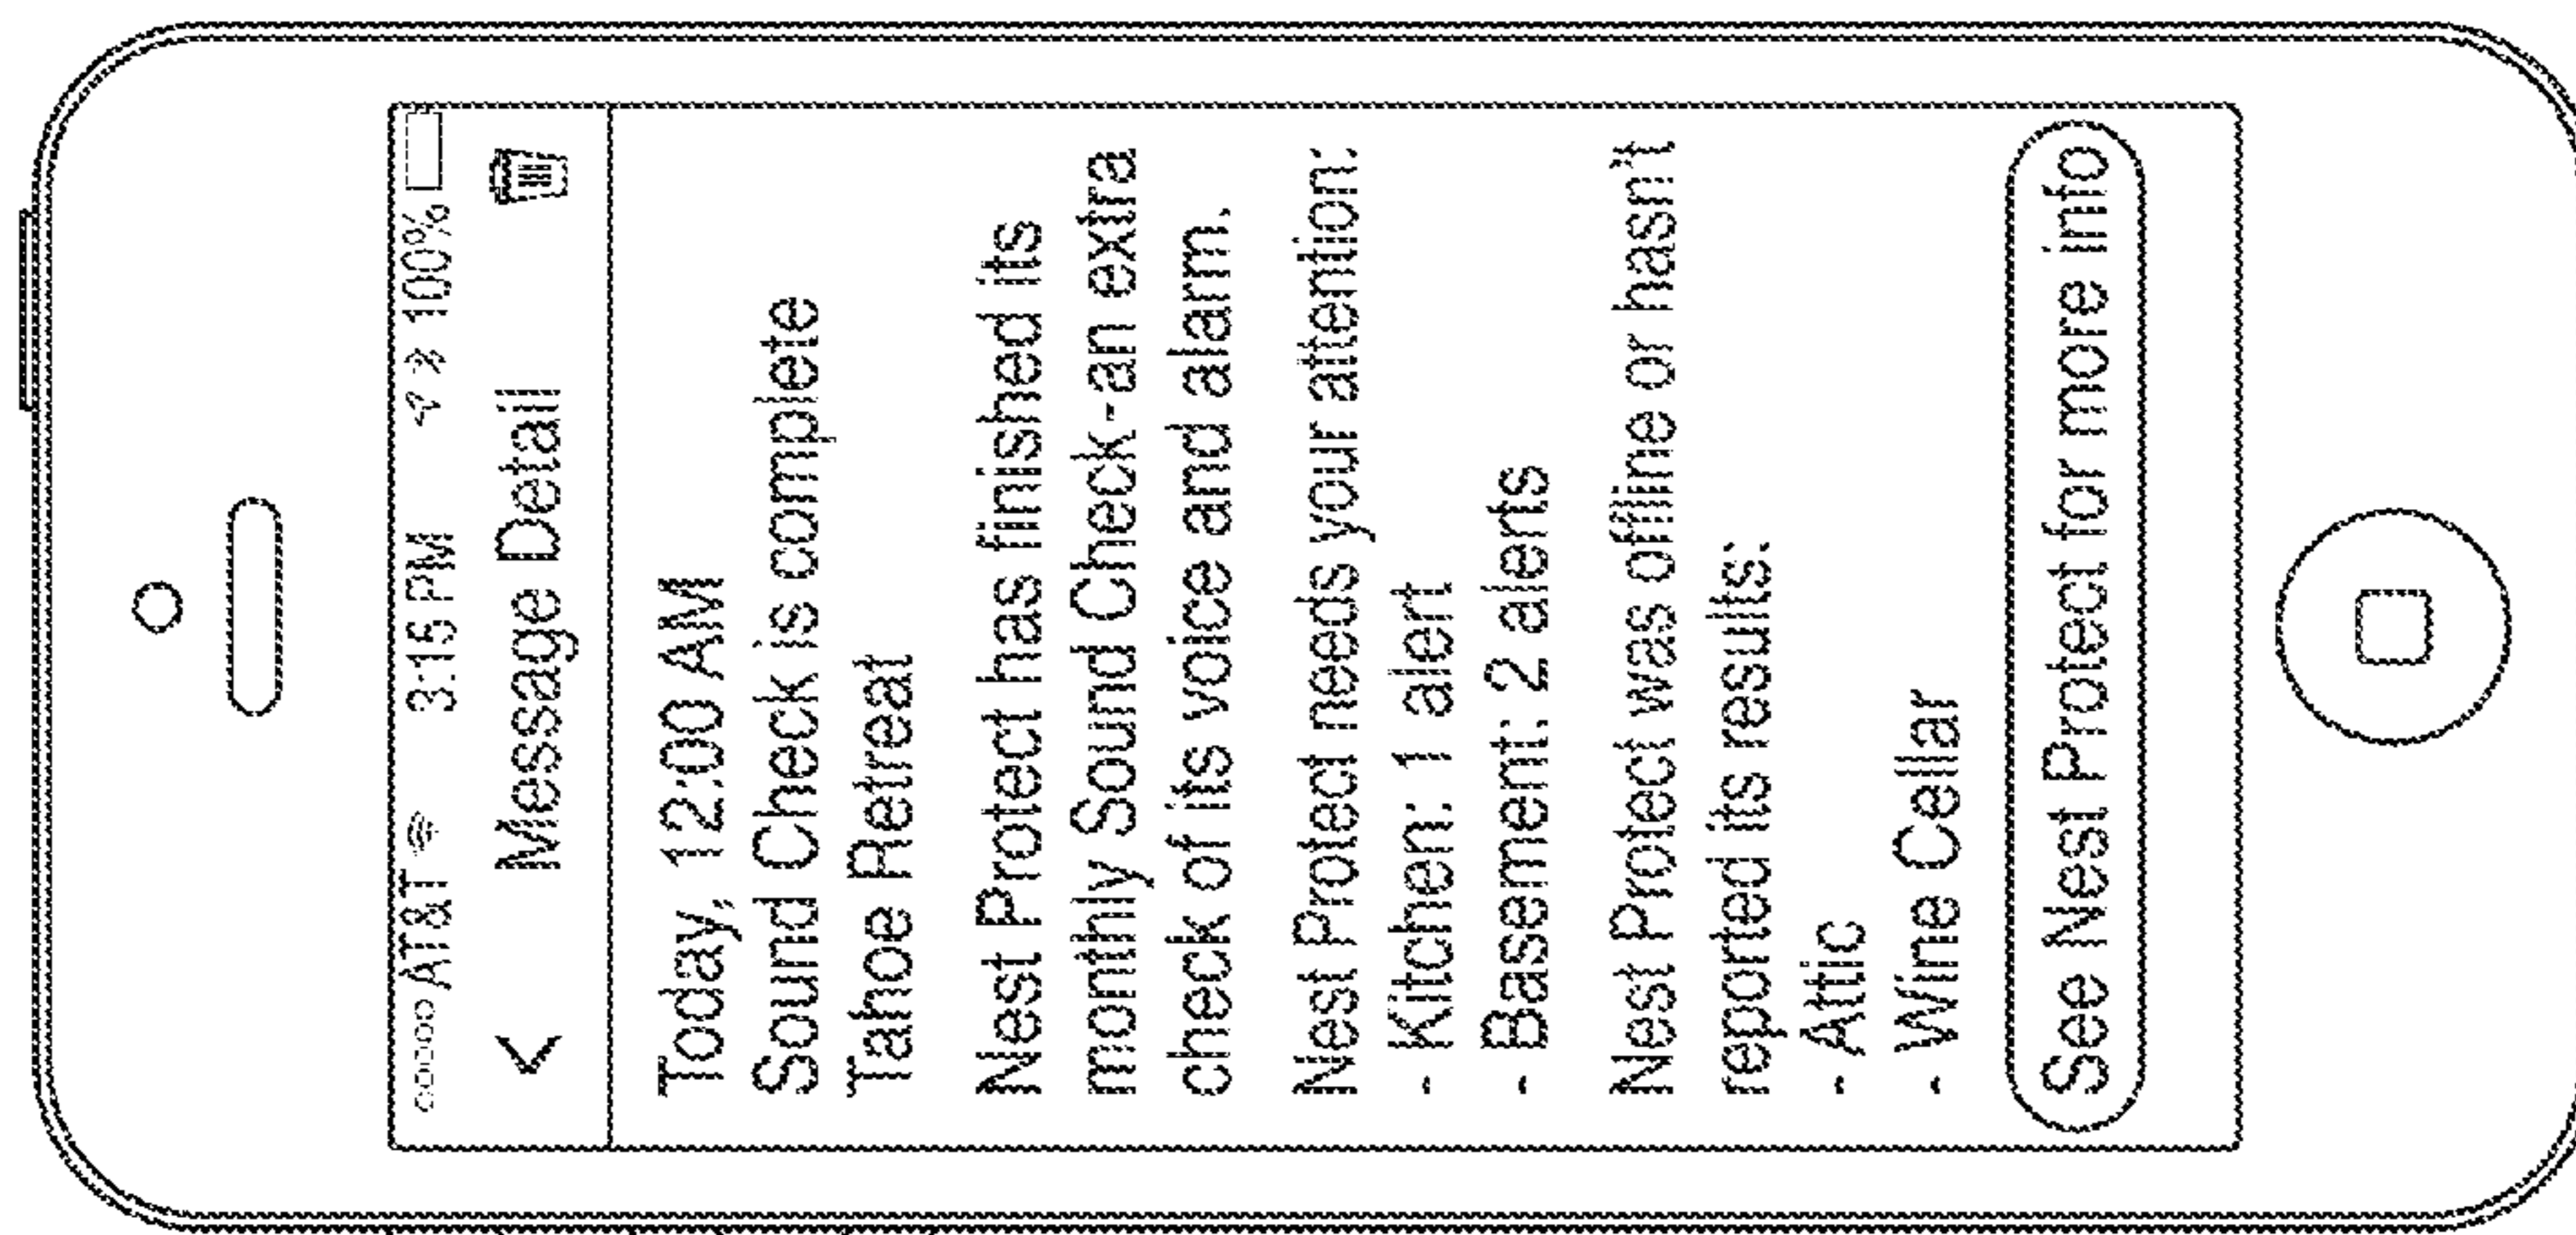 AT&T 3:15 PM 100%
Message Detail
Today, 12:00 AM
Sound Check is complete
Tahoe Retreat
Nest Protect has finished its
monthly Sound Check-an extra
check of its voice and alarm.
Nest Protect needs your attention:
- Kitchen: 1 alert
- Basement: 2 alerts
Nest Protect was offline or hasn't
reported its results:
- Attic
- Wine Cellar
See Nest Protect for more info